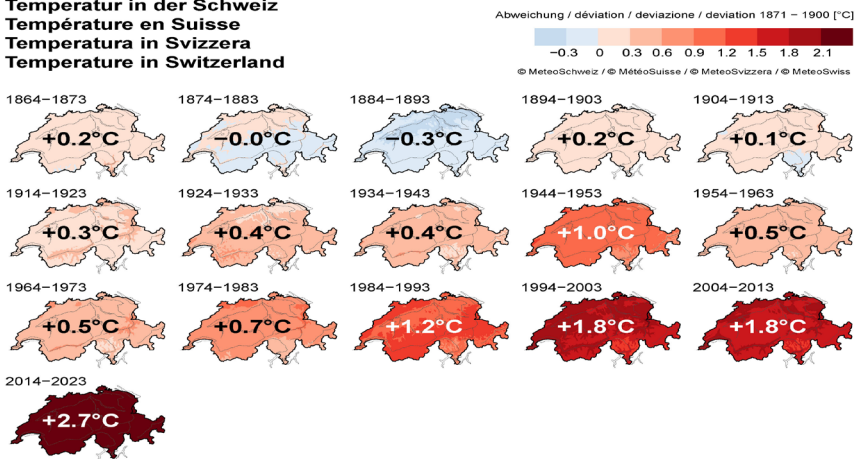 Temperatur in der Schweiz
Température en Suisse
Temperatura in Svizzera
Temperature in Switzerland
Abweichung / déviation / deviazione / deviation 1871 – 1900 [°C]
−0.3 0 0.3 0.6 0.9 1.2 1.5 1.8 2.1
© MeteoSchweiz / © MétéoSuisse / © MeteoSvizzera / © MeteoSwiss
1864−1873 1874−1883 1884−1893 1894−1903 1904−1913
+0.2°C −0.0°C −0.3°C +0.2°C +0.1°C
1914−1923 1924−1933 1934−1943 1944−1953 1954−1963
+0.3°C +0.4°C +0.4°C +1.0°C +0.5°C
1964−1973 1974−1983 1984−1993 1994−2003 2004−2013
+0.5°C +0.7°C +1.2°C +1.8°C +1.8°C
2014−2023
+2.7°C